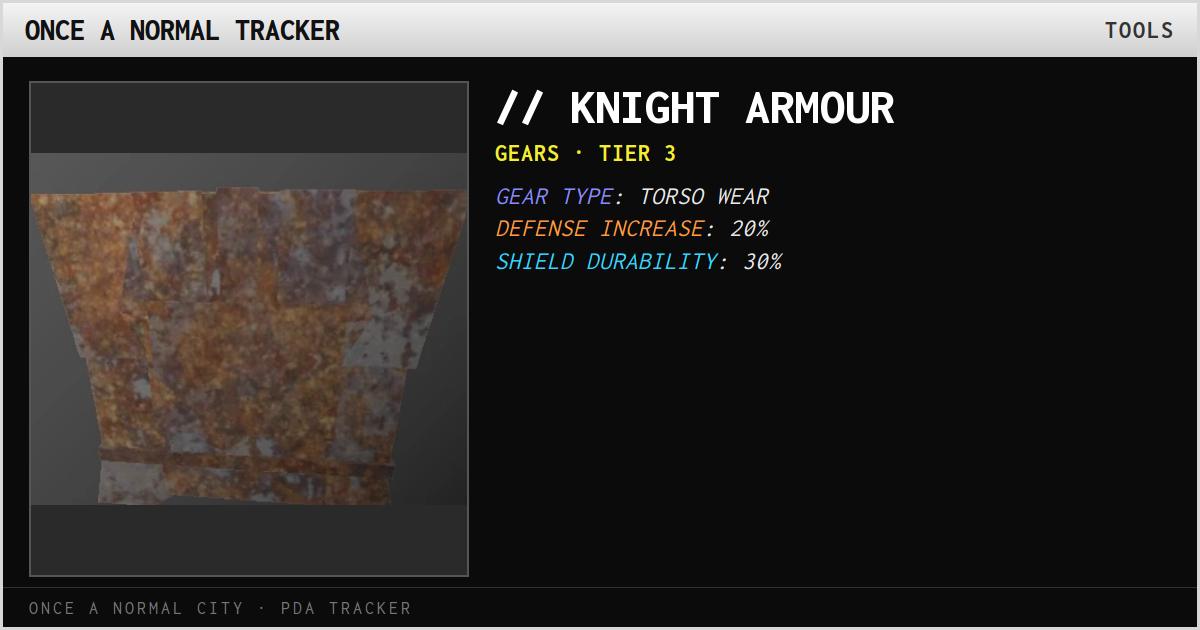 ONCE A NORMAL TRACKER
TOOLS
// KNIGHT ARMOUR
GEARS · TIER 3
GEAR TYPE: TORSO WEAR
DEFENSE INCREASE: 20%
SHIELD DURABILITY: 30%
ONCE A NORMAL CITY · PDA TRACKER